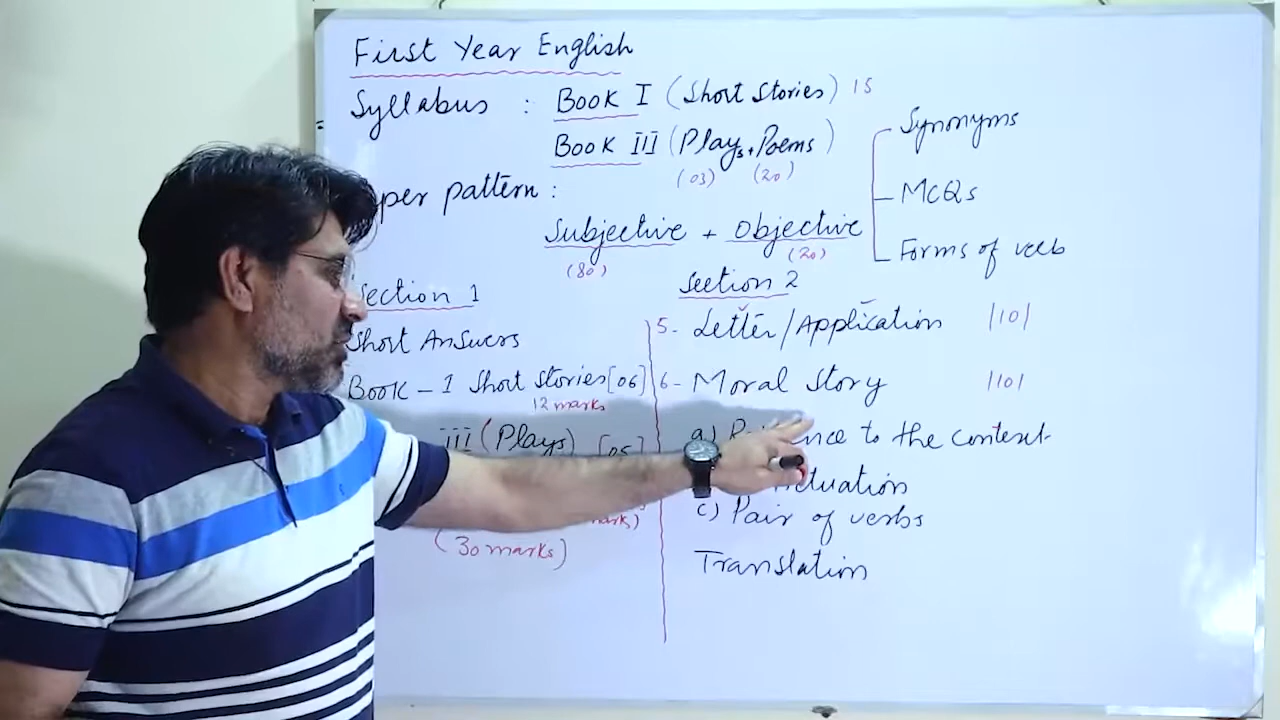 First Year English
Syllabus : Book I (Short Stories) 15
Book III (Plays + Poems)
(03) (20)
Synonyms
MCQs
Forms of verb
pattern :
Subjective + Objective
(80) (20)
Section 1
Short Answers
Book - 1 Short Stories [06]
12 marks
III (Plays) [05]
(30 marks)
Section 2
5. Letter/Application /10/
6- Moral Story /10/
a) to the context
c) Pair of verbs
Translation